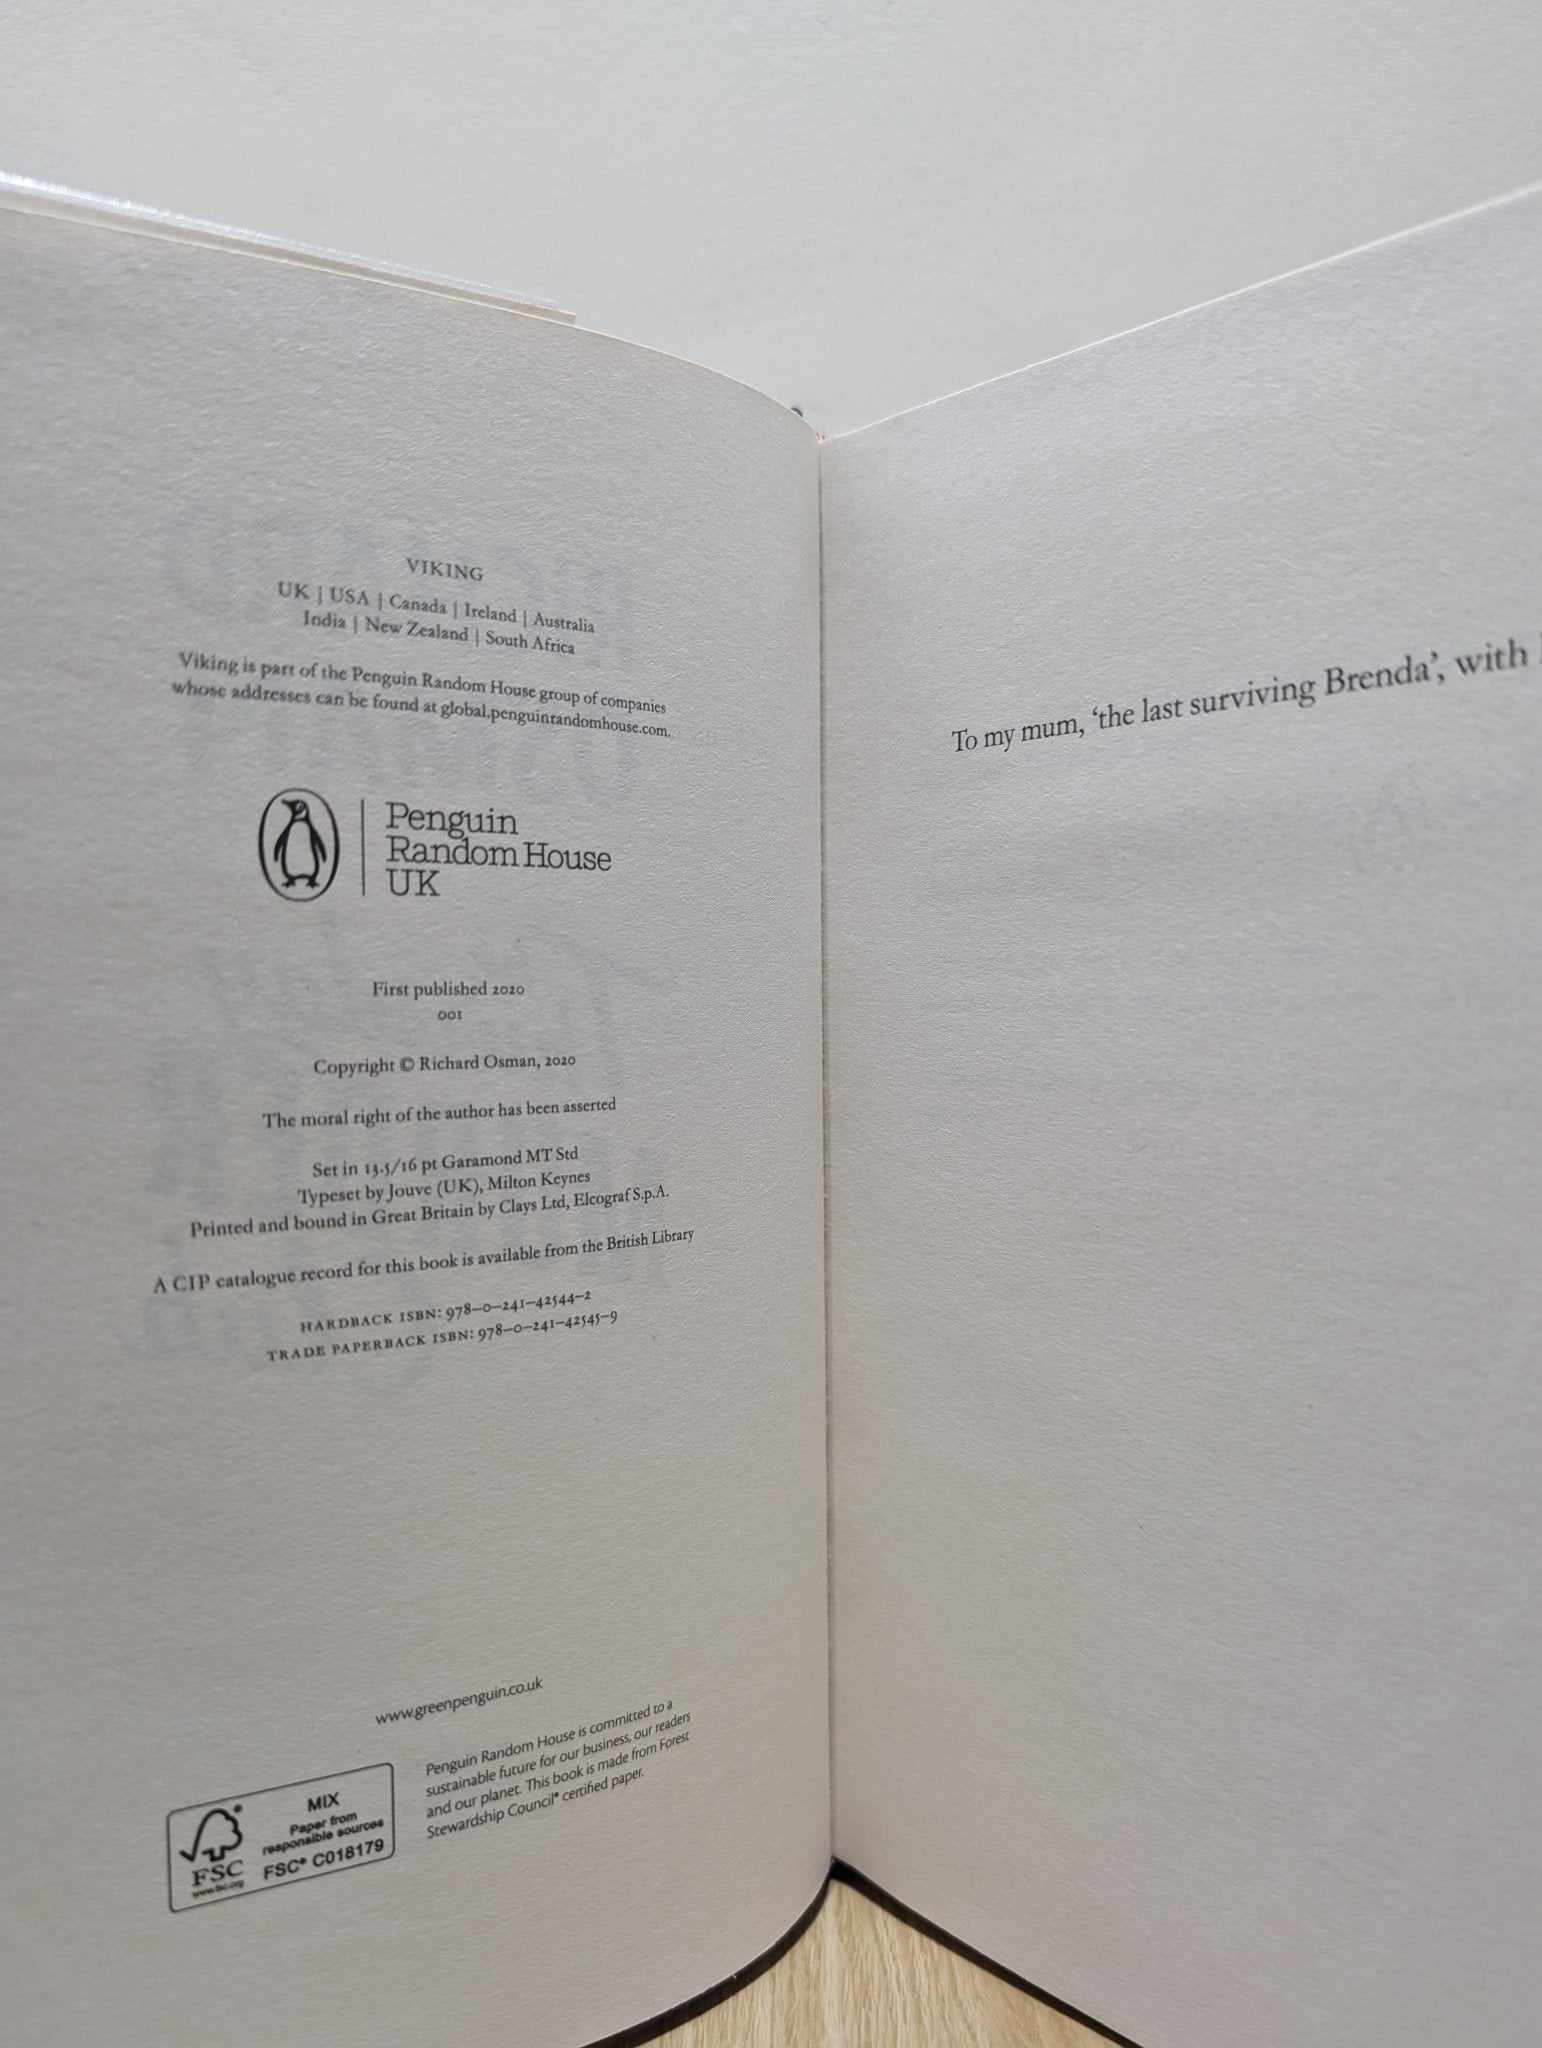 VIKING
UK | USA | Canada | Ireland | Australia
India | New Zealand | South Africa
Viking is part of the Penguin Random House group of companies
whose addresses can be found at global.penguinrandomhouse.com.
Penguin
Random House
UK
First published 2020
001
Copyright © Richard Osman, 2020
The moral right of the author has been asserted
Set in 13.5/16 pt Garamond MT Std
Typeset by Jouve (UK), Milton Keynes
Printed and bound in Great Britain by Clays Ltd, Elcograf S.p.A.
A CIP catalogue record for this book is available from the British Library
HARDBACK ISBN: 978–0–241–42544–2
TRADE PAPERBACK ISBN: 978–0–241–42545–9
www.greenpenguin.co.uk
Penguin Random House is committed to a
sustainable future for our business, our readers
and our planet. This book is made from Forest
Stewardship Council® certified paper.
MIX
Paper from
responsible sources
FSC® C018179
FSC
www.fsc.org
To my mum, ‘the last surviving Brenda’, with